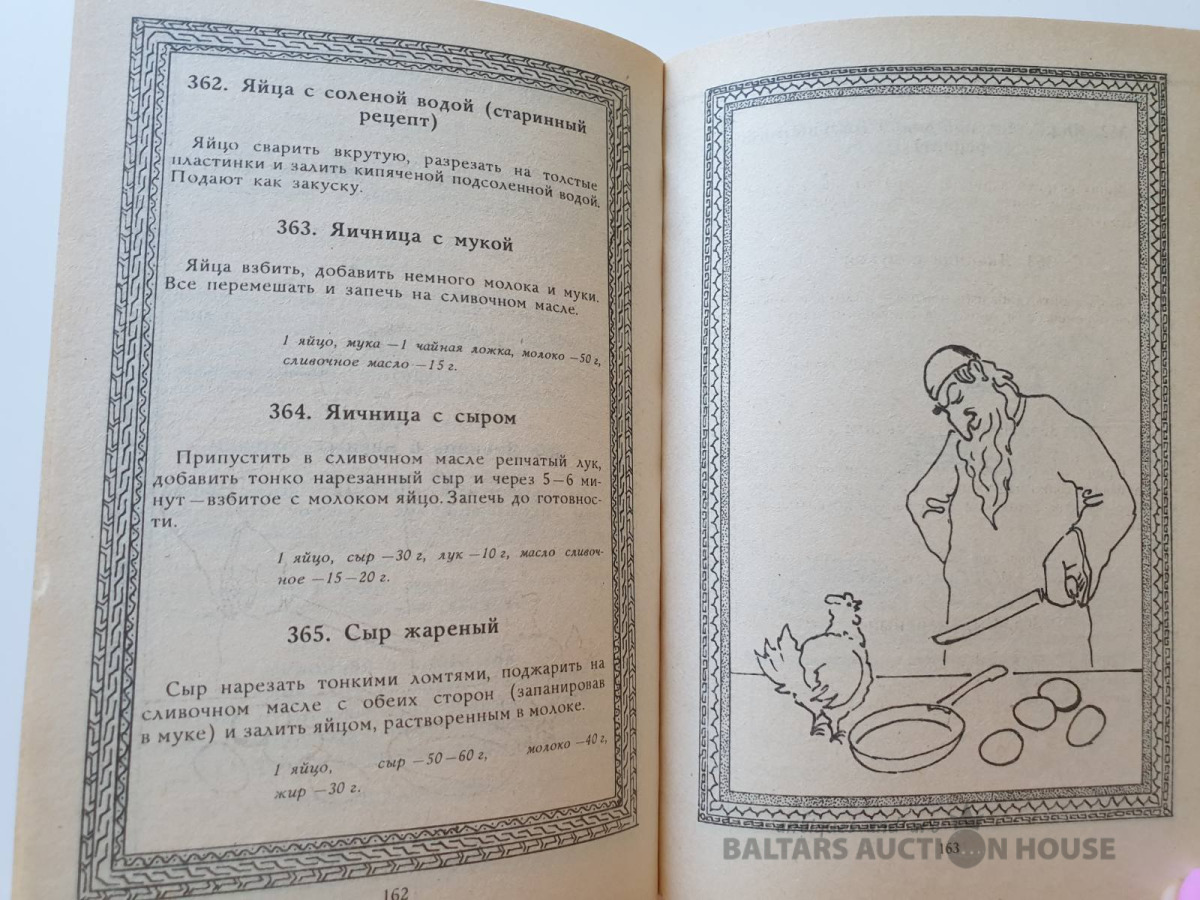 362. Яйца с соленой водой (старинный
рецепт)
Яйцо сварить вкрутую, разрезать на толстые
пластинки и залить кипяченой подсоленной водой.
Подают как закуску.
363. Яичница с мукой
Яйца взбить, добавить немного молока и муки.
Все перемешать и запечь на сливочном масле.
1 яйцо, мука —1 чайная ложка, молоко —50 г,
сливочное масло —15 г.
364. Яичница с сыром
Припустить в сливочном масле репчатый лук,
добавить тонко нарезанный сыр и через 5—6 ми-
нут —взбитое с молоком яйцо. Запечь до готовнос-
ти.
1 яйцо, сыр —30 г, лук —10 г, масло сливоч-
ное —15—20 г.
365. Сыр жареный
Сыр нарезать тонкими ломтями, поджарить на
сливочном масле с обеих сторон (запанировав
в муке) и залить яйцом, растворенным в молоке.
1 яйцо, сыр —50—60 г, молоко —40 г,
жир —30 г.
162
163
BALTARS AUCTION HOUSE